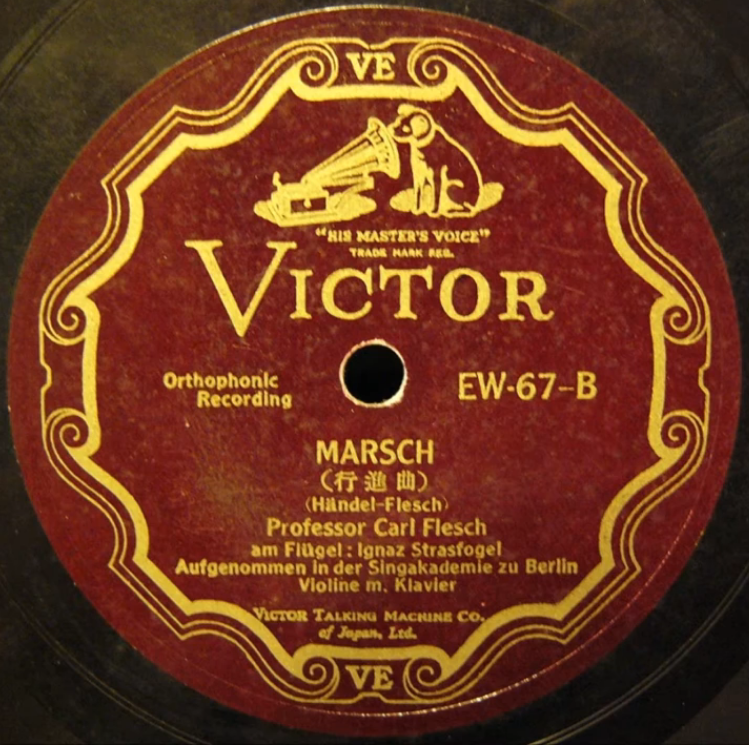 VE
"HIS MASTER'S VOICE"
TRADE MARK REG.
VICTOR
Orthophonic
Recording
EW-67-B
MARSCH
(行進曲)
(Händel-Flesch)
Professor Carl Flesch
am Flügel: Ignaz Strasfogel
Aufgenommen in der Singakademie zu Berlin
Violine m. Klavier
VICTOR TALKING MACHINE CO.
of Japan, Ltd.
VE